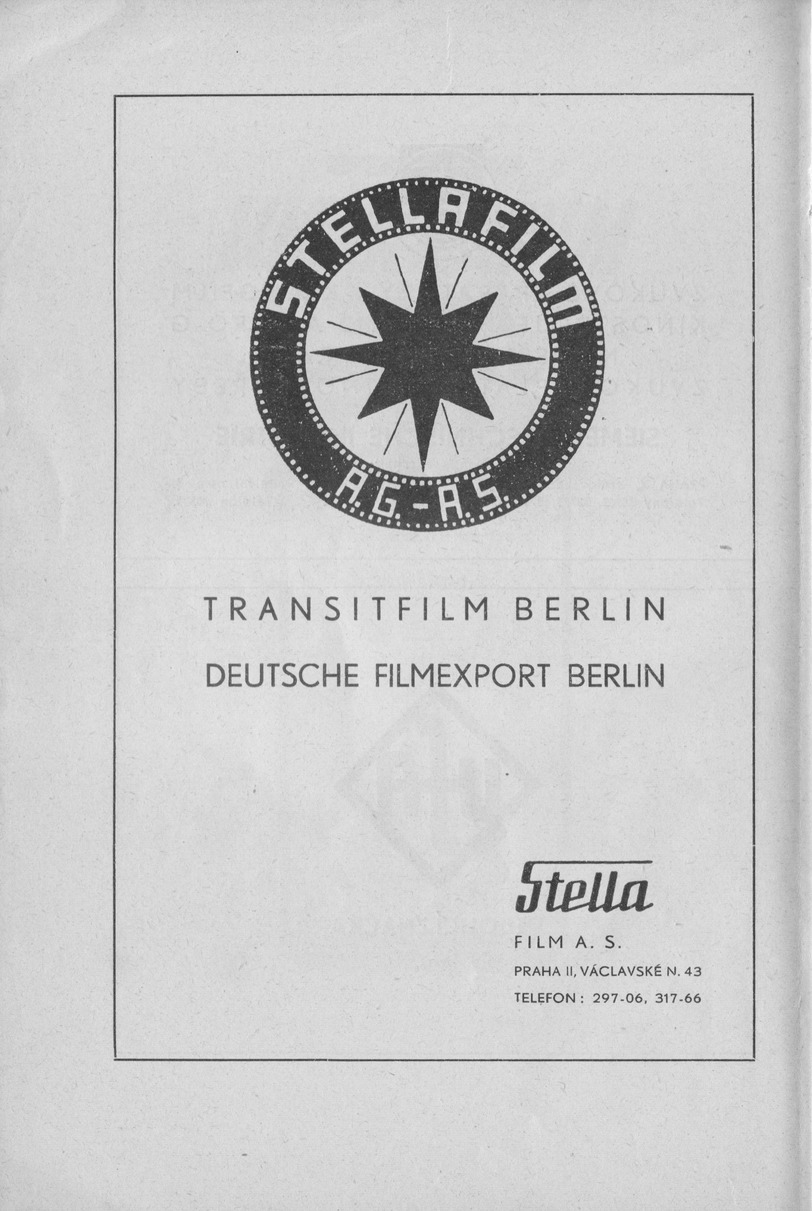 STELLAFILM
A.G.-A.S.
TRANSITFILM BERLIN
DEUTSCHE FILMEXPORT BERLIN
Stella
FILM A. S.
PRAHA II, VÁCLAVSKÉ N. 43
TELEFON : 297-06, 317-66